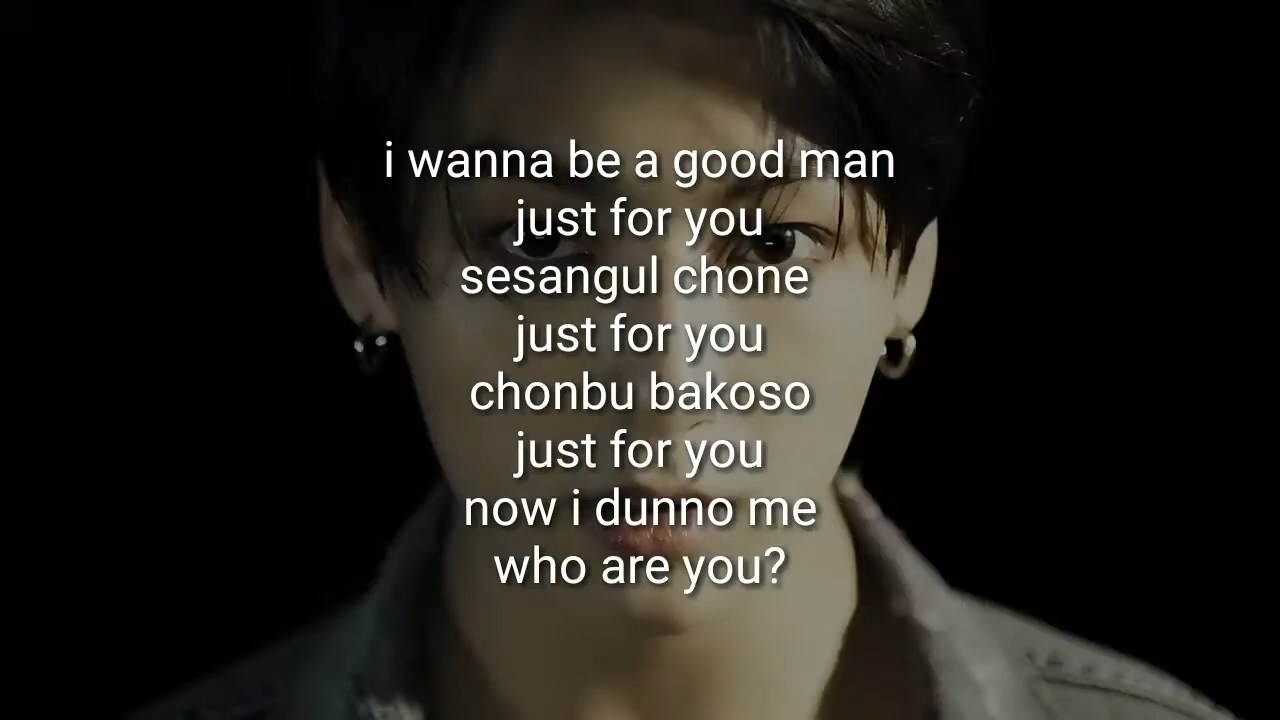 i wanna be a good man
just for you
sesangul chone
just for you
chonbu bakoso
just for you
now i dunno me
who are you?